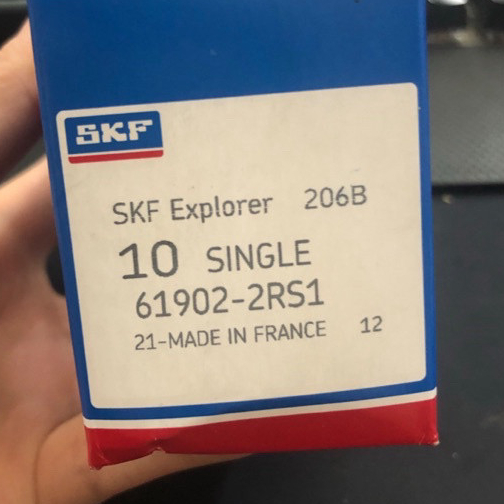 SKF
SKF Explorer 206B
10 SINGLE
61902-2RS1
21-MADE IN FRANCE 12